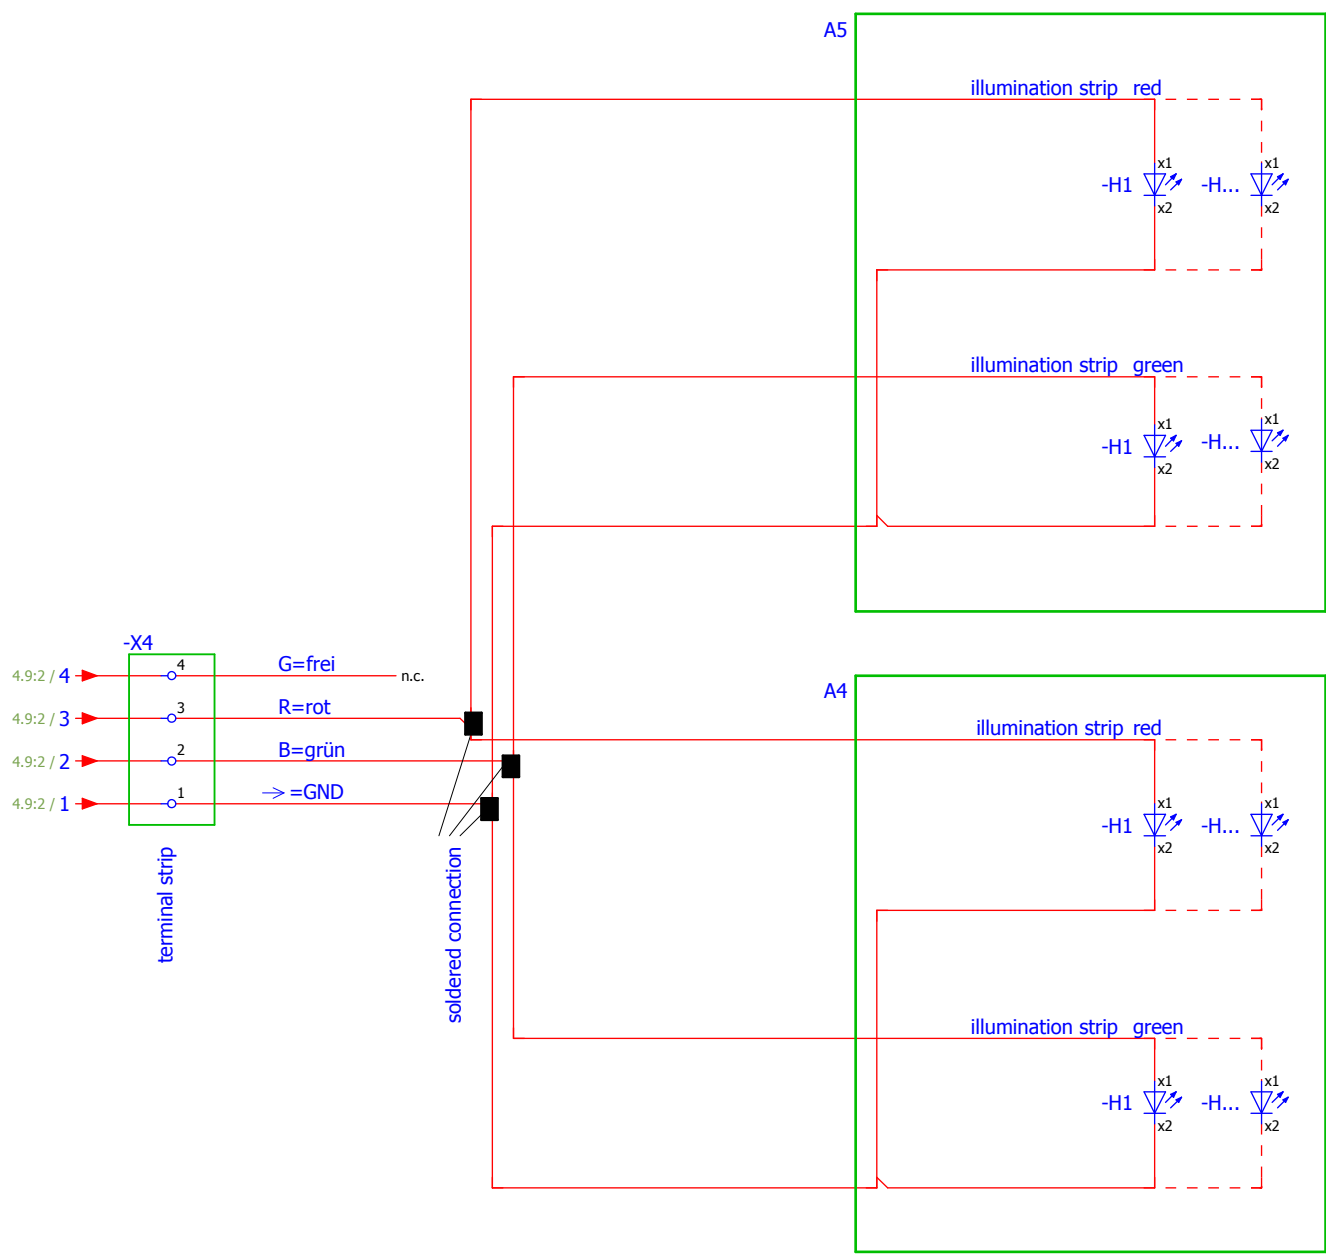 A5
illumination strip  red
x1
-H1
x2
x1
-H...
x2
illumination strip  green
x1
-H1
x2
x1
-H...
x2
-X4
4.9:2 / 4
4
G=frei
n.c.
4.9:2 / 3
3
R=rot
4.9:2 / 2
2
B=grün
4.9:2 / 1
1
→ =GND
terminal strip
soldered connection
A4
illumination strip red
x1
-H1
x2
x1
-H...
x2
illumination strip  green
x1
-H1
x2
x1
-H...
x2